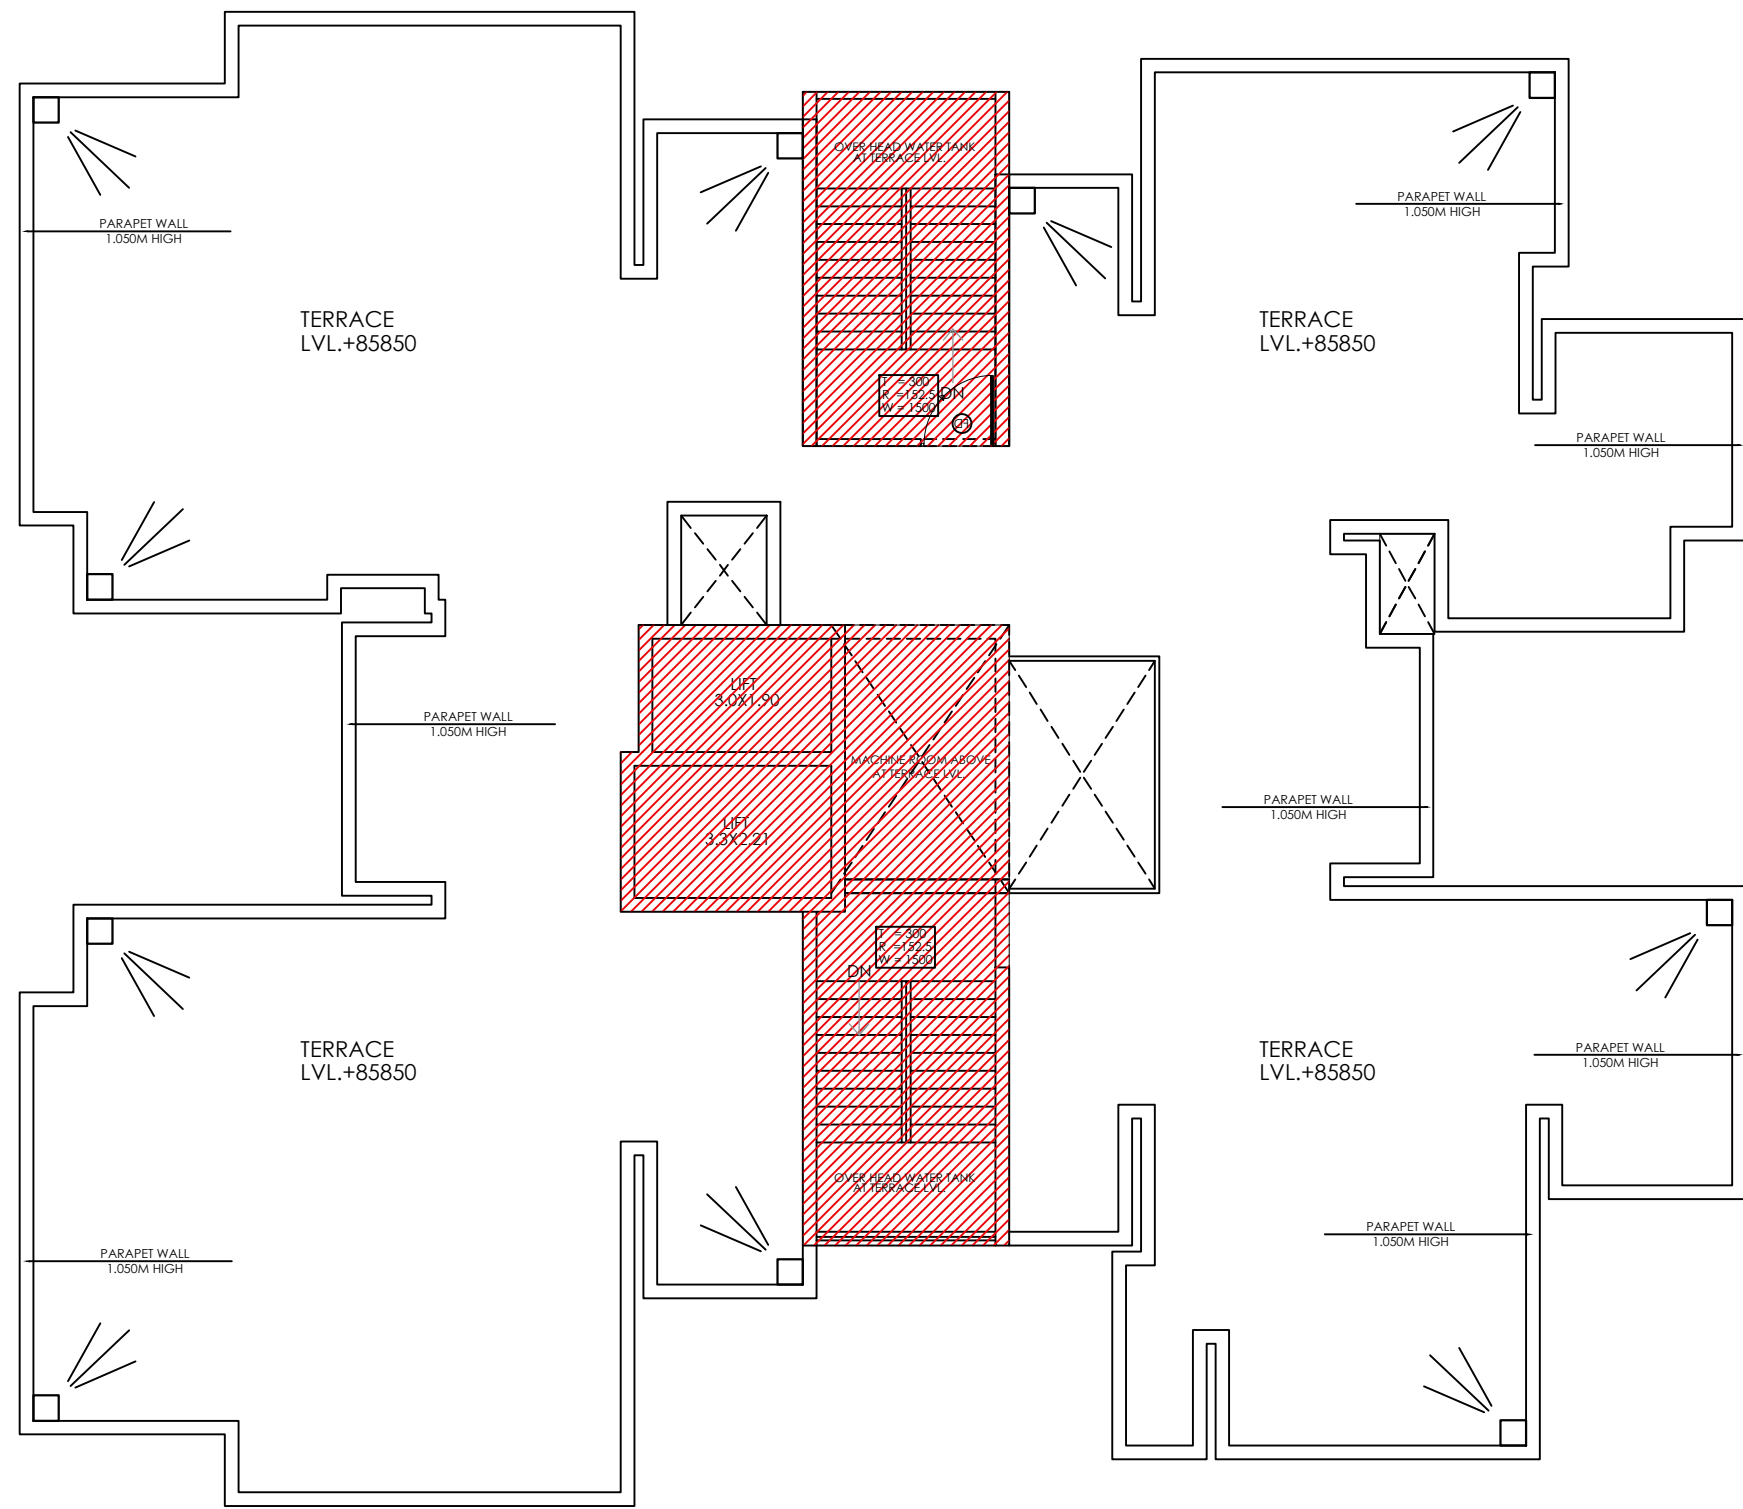 OVER HEAD WATER TANK
AT TERRACE LVL.
PARAPET WALL
1.050M HIGH
PARAPET WALL
1.050M HIGH
TERRACE
LVL.+85850
TERRACE
LVL.+85850
T = 300
R =152.5
W = 1500
DN
FD
PARAPET WALL
1.050M HIGH
LIFT
3.0X1.90
PARAPET WALL
1.050M HIGH
MACHINE ROOM ABOVE
AT TERRACE LVL.
PARAPET WALL
1.050M HIGH
LIFT
3.3X2.21
T = 300
R =152.5
W = 1500
DN
TERRACE
LVL.+85850
TERRACE
LVL.+85850
PARAPET WALL
1.050M HIGH
OVER HEAD WATER TANK
AT TERRACE LVL.
PARAPET WALL
1.050M HIGH
PARAPET WALL
1.050M HIGH